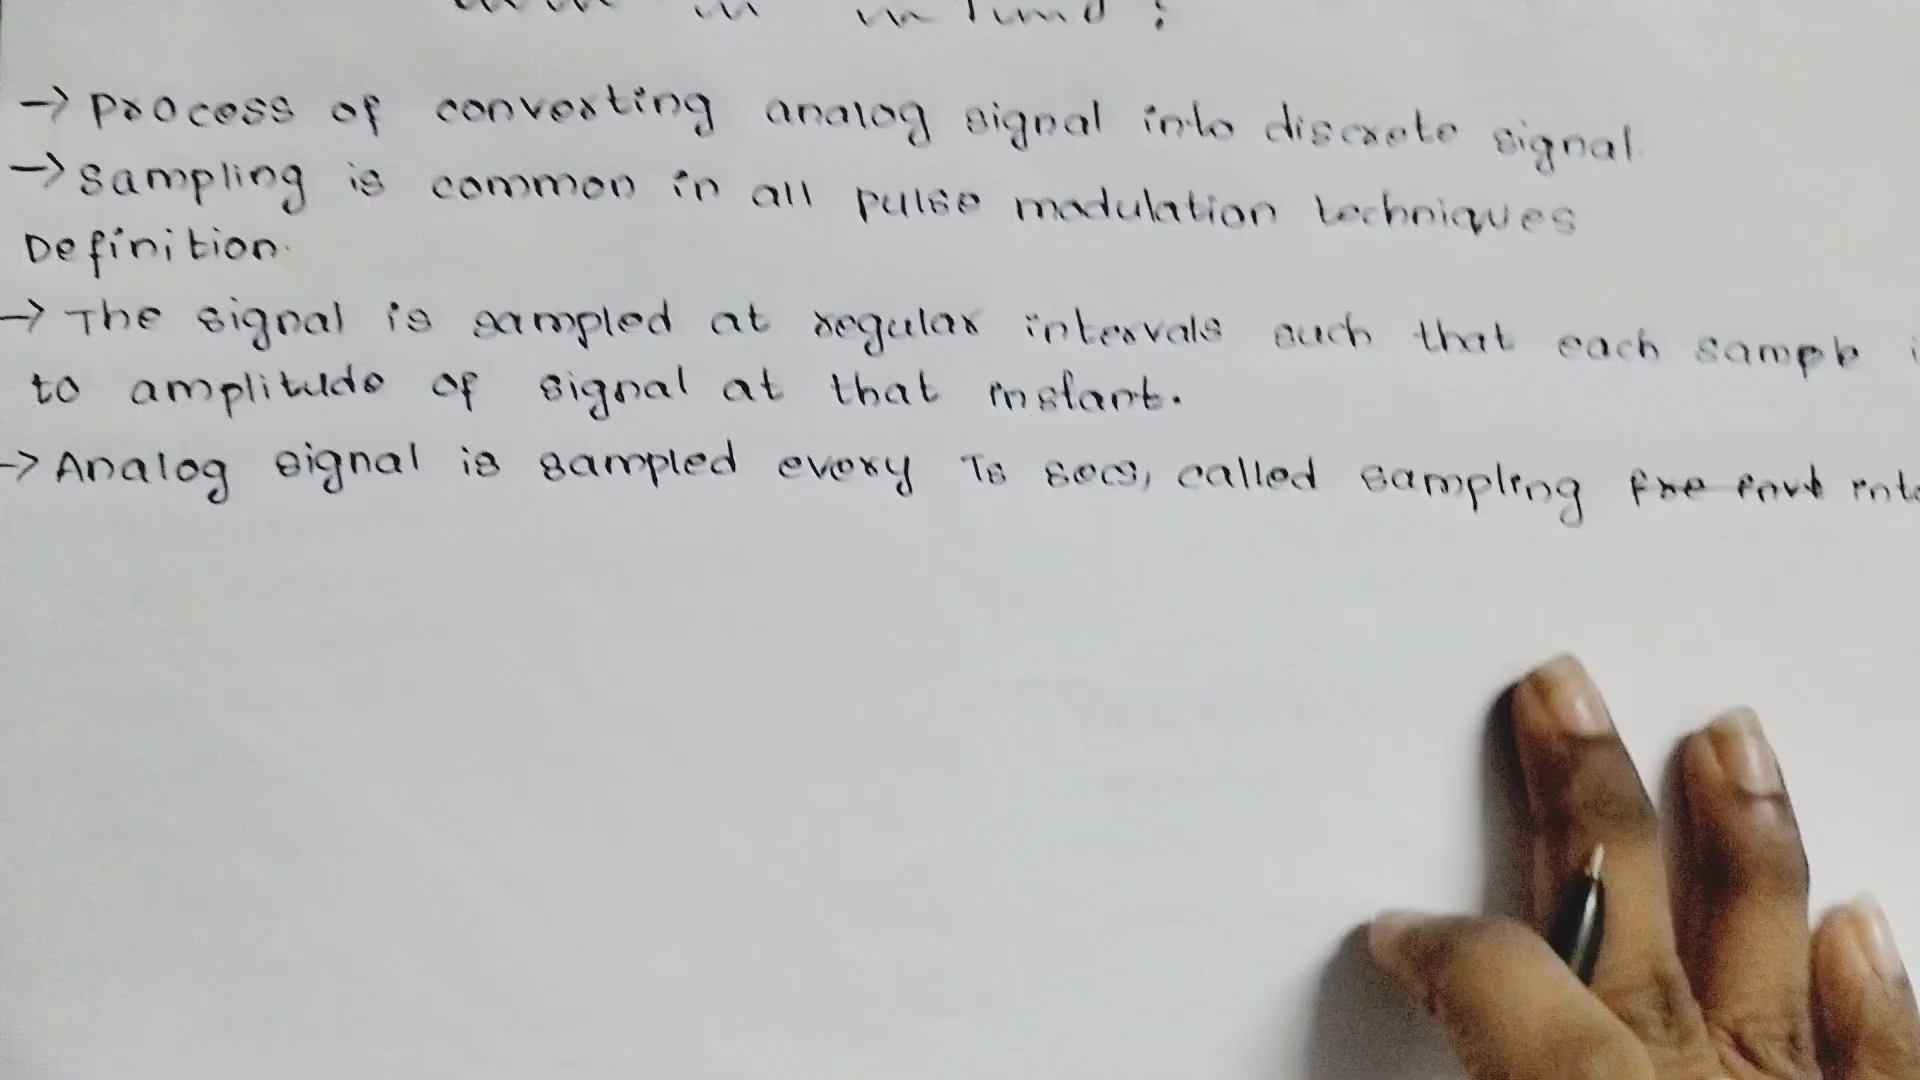 → Process of converting analog signal into discrete signal.
→ Sampling is common in all pulse modulation techniques
Definition.
→ The signal is sampled at regular intervals such that each sample
to amplitude of signal at that instant.
→ Analog signal is sampled every Ts secs, called sampling